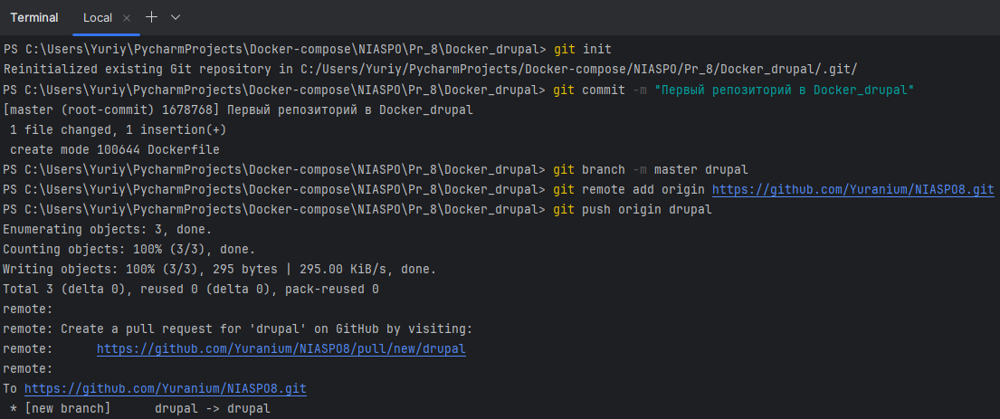 Terminal Local × +
PS C:\Users\Yuriy\PycharmProjects\Docker-compose\NIASPO\Pr_8\Docker_drupal> git init
Reinitialized existing Git repository in C:/Users/Yuriy/PycharmProjects/Docker-compose/NIASPO/Pr_8/Docker_drupal/.git/
PS C:\Users\Yuriy\PycharmProjects\Docker-compose\NIASPO\Pr_8\Docker_drupal> git commit -m "Первый репозиторий в Docker_drupal"
[master (root-commit) 1678768] Первый репозиторий в Docker_drupal
 1 file changed, 1 insertion(+)
 create mode 100644 Dockerfile
PS C:\Users\Yuriy\PycharmProjects\Docker-compose\NIASPO\Pr_8\Docker_drupal> git branch -m master drupal
PS C:\Users\Yuriy\PycharmProjects\Docker-compose\NIASPO\Pr_8\Docker_drupal> git remote add origin https://github.com/Yuranium/NIASPO8.git
PS C:\Users\Yuriy\PycharmProjects\Docker-compose\NIASPO\Pr_8\Docker_drupal> git push origin drupal
Enumerating objects: 3, done.
Counting objects: 100% (3/3), done.
Writing objects: 100% (3/3), 295 bytes | 295.00 KiB/s, done.
Total 3 (delta 0), reused 0 (delta 0), pack-reused 0
remote:
remote: Create a pull request for 'drupal' on GitHub by visiting:
remote:      https://github.com/Yuranium/NIASPO8/pull/new/drupal
remote:
To https://github.com/Yuranium/NIASPO8.git
 * [new branch]      drupal -> drupal